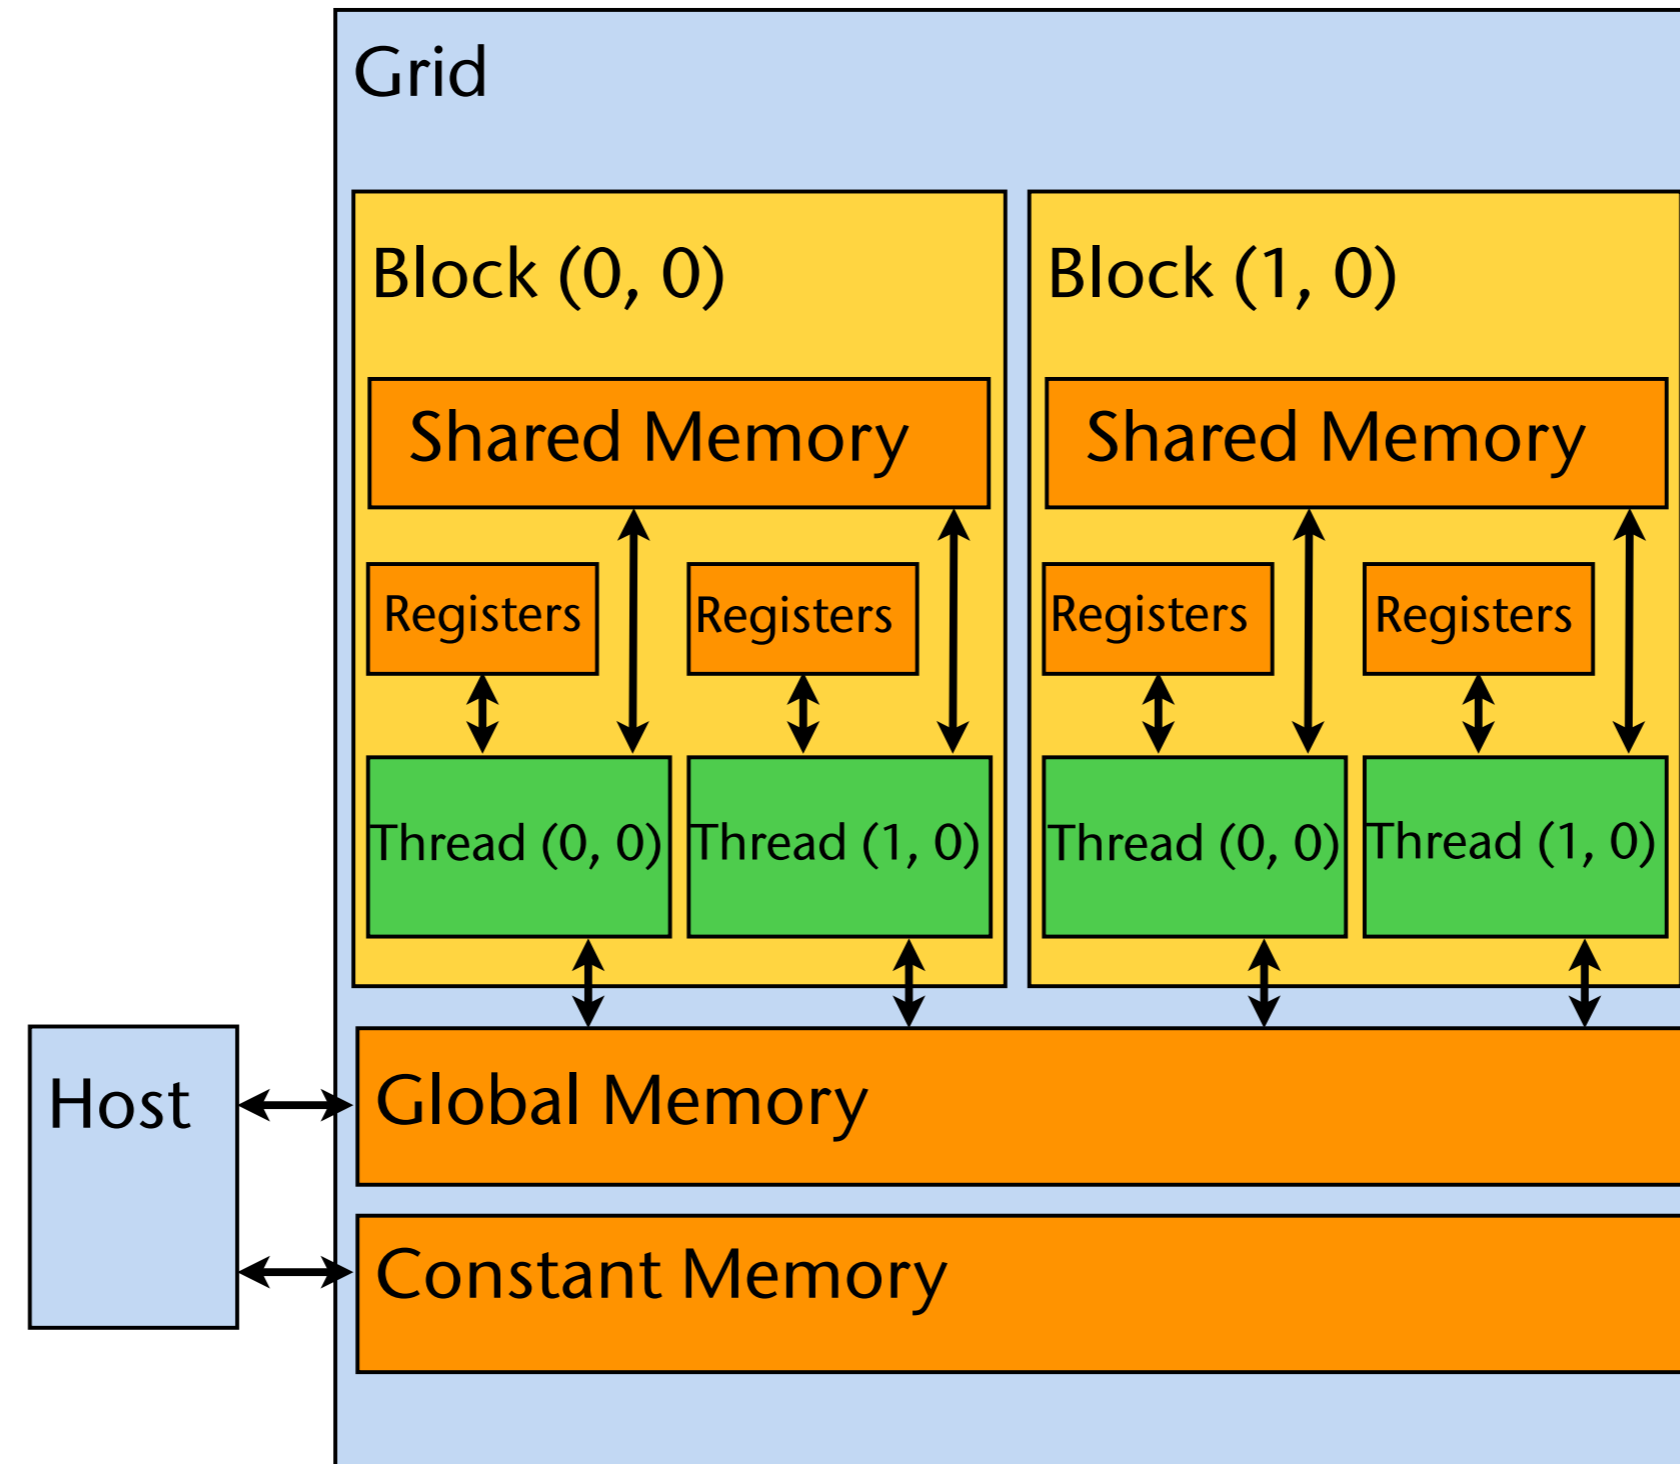 Grid
Block (0, 0)
Block (1, 0)
Shared Memory
Shared Memory
Registers
Registers
Registers
Registers
Thread (0, 0)
Thread (1, 0)
Thread (0, 0)
Thread (1, 0)
Host
Global Memory
Constant Memory